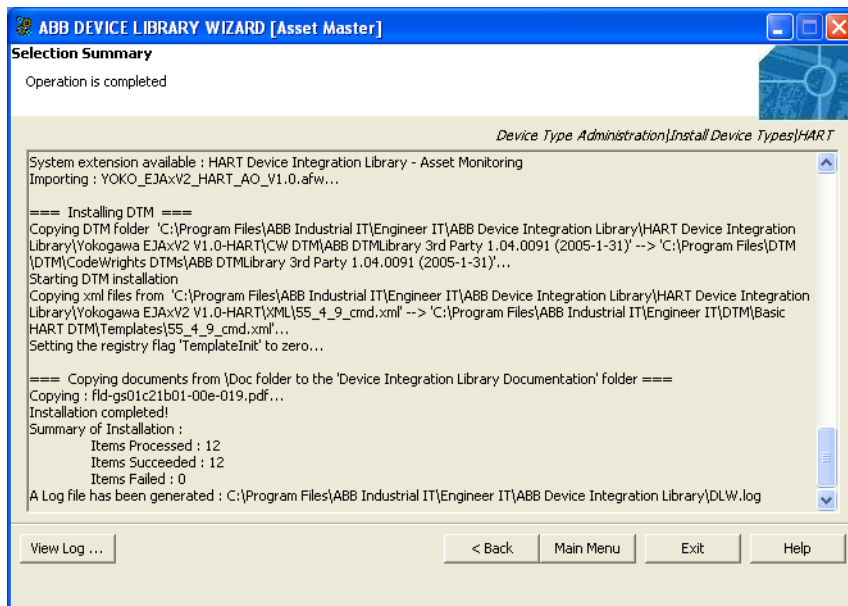 ABB DEVICE LIBRARY WIZARD [Asset Master]
Selection Summary
Operation is completed
Device Type Administration|Install Device Types|HART
System extension available : HART Device Integration Library - Asset Monitoring
Importing : YOKO_EJAxV2_HART_AO_V1.0.afw...
=== Installing DTM ===
Copying DTM folder 'C:\Program Files\ABB Industrial IT\Engineer IT\ABB Device Integration Library\HART Device Integration
Library\Yokogawa EJAxV2 V1.0-HART\CW DTM\ABB DTMLibrary 3rd Party 1.04.0091 (2005-1-31)' --> 'C:\Program Files\DTM
\DTM\CodeWrights DTMs\ABB DTMLibrary 3rd Party 1.04.0091 (2005-1-31)'...
Starting DTM installation
Copying xml files from 'C:\Program Files\ABB Industrial IT\Engineer IT\ABB Device Integration Library\HART Device Integration
Library\Yokogawa EJAxV2 V1.0-HART\XML\55_4_9_cmd.xml' --> 'C:\Program Files\ABB Industrial IT\Engineer IT\DTM\Basic
HART DTM\Templates\55_4_9_cmd.xml'...
Setting the registry flag 'TemplateInit' to zero...
=== Copying documents from \Doc folder to the 'Device Integration Library Documentation' folder ===
Copying : fld-gs01c21b01-00e-019.pdf...
Installation completed!
Summary of Installation :
Items Processed : 12
Items Succeeded : 12
Items Failed : 0
A Log file has been generated : C:\Program Files\ABB Industrial IT\Engineer IT\ABB Device Integration Library\DLW.log
View Log ...
< Back
Main Menu
Exit
Help